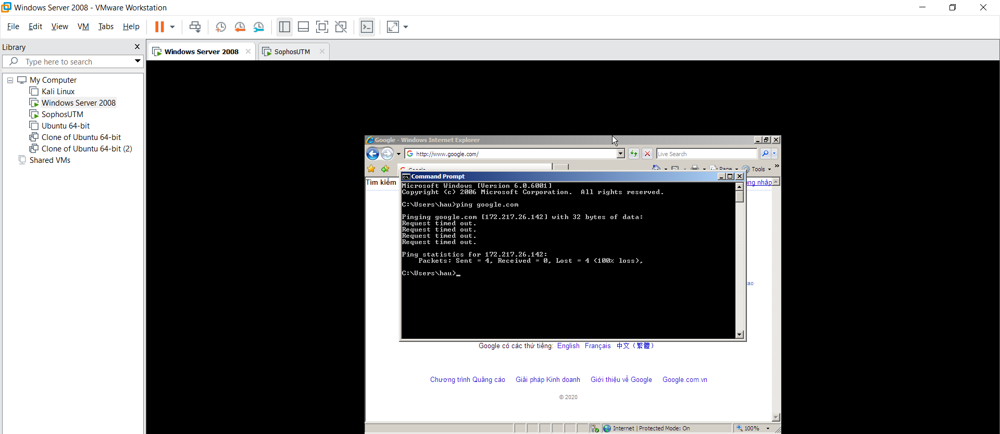 Windows Server 2008 - VMware Workstation
File Edit View VM Tabs Help
Library
Type here to search
My Computer
Kali Linux
Windows Server 2008
SophosUTM
Ubuntu 64-bit
Clone of Ubuntu 64-bit
Clone of Ubuntu 64-bit (2)
Shared VMs
Windows Server 2008
SophosUTM
Google - Windows Internet Explorer
http://www.google.com/
Live Search
Google
Page Tools
Tìm kiếm
Command Prompt
Microsoft Windows [Version 6.0.6001]
Copyright (c) 2006 Microsoft Corporation.  All rights reserved.
C:\Users\hau>ping google.com
Pinging google.com [172.217.26.142] with 32 bytes of data:
Request timed out.
Request timed out.
Request timed out.
Request timed out.
Ping statistics for 172.217.26.142:
Packets: Sent = 4, Received = 0, Lost = 4 (100% loss),
C:\Users\hau>_
nhập
Google có các thứ tiếng: English Français 中文 (繁體)
Chương trình Quảng cáo Giải pháp Kinh doanh Giới thiệu về Google Google.com.vn
© 2020
Internet | Protected Mode: On
100%